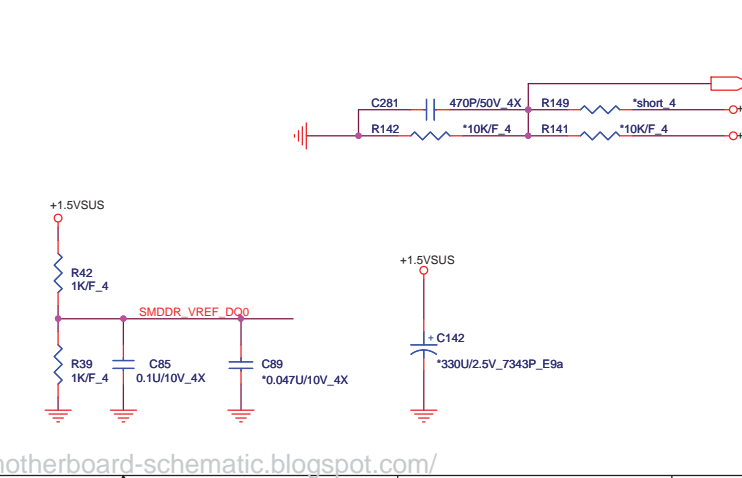 C281 470P/50V_4X R149 *short_4
R142 *10K/F_4 R141 *10K/F_4
+1.5VSUS
R42
1K/F_4
SMDDR_VREF_DQ0
R39
1K/F_4
C85
0.1U/10V_4X
C89
*0.047U/10V_4X
+1.5VSUS
+ C142
*330U/2.5V_7343P_E9a
notherboard-schematic.blogspot.com/